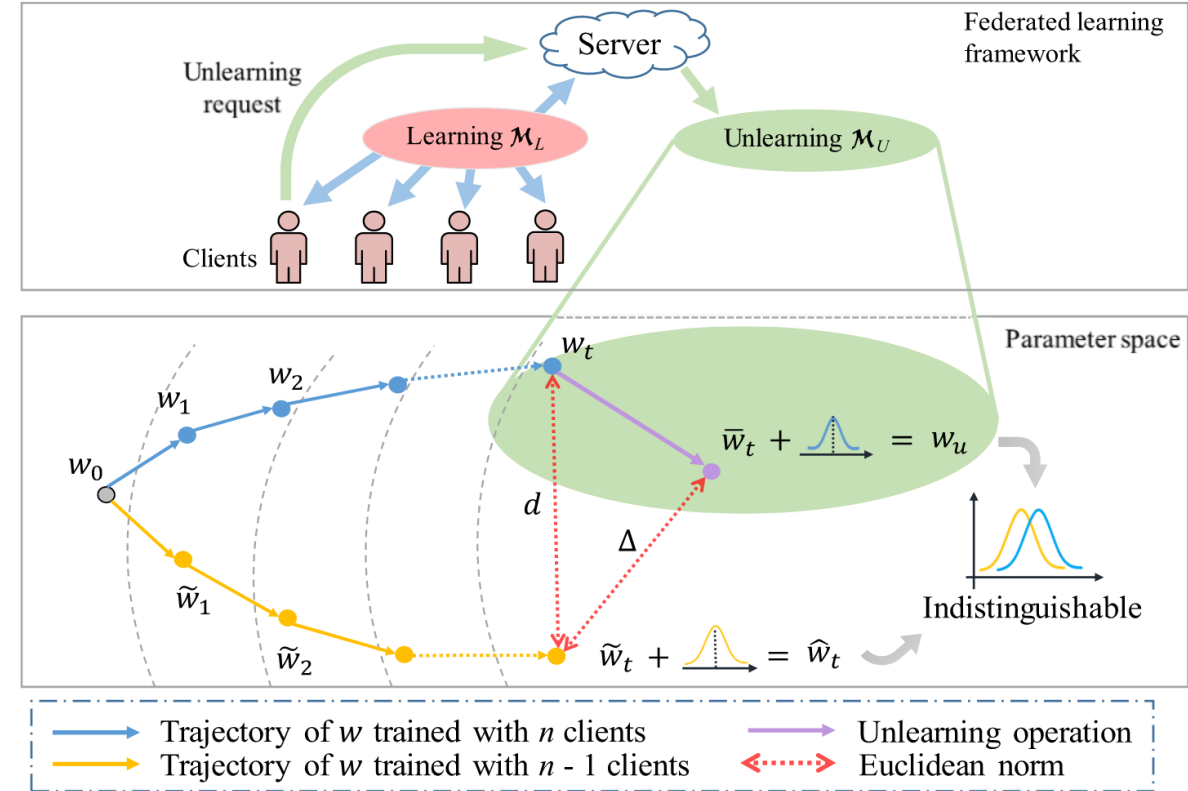 Federated learning
framework
Server
Unlearning
request
Learning 𝓜_L
Unlearning 𝓜_U
Clients
Parameter space
w_t
w_2
w_1
w̄_t + = w_u
w_0
d
Δ
w̃_1
Indistinguishable
w̃_2
w̃_t + = ŵ_t
Trajectory of w trained with n clients
Unlearning operation
Trajectory of w trained with n - 1 clients
Euclidean norm